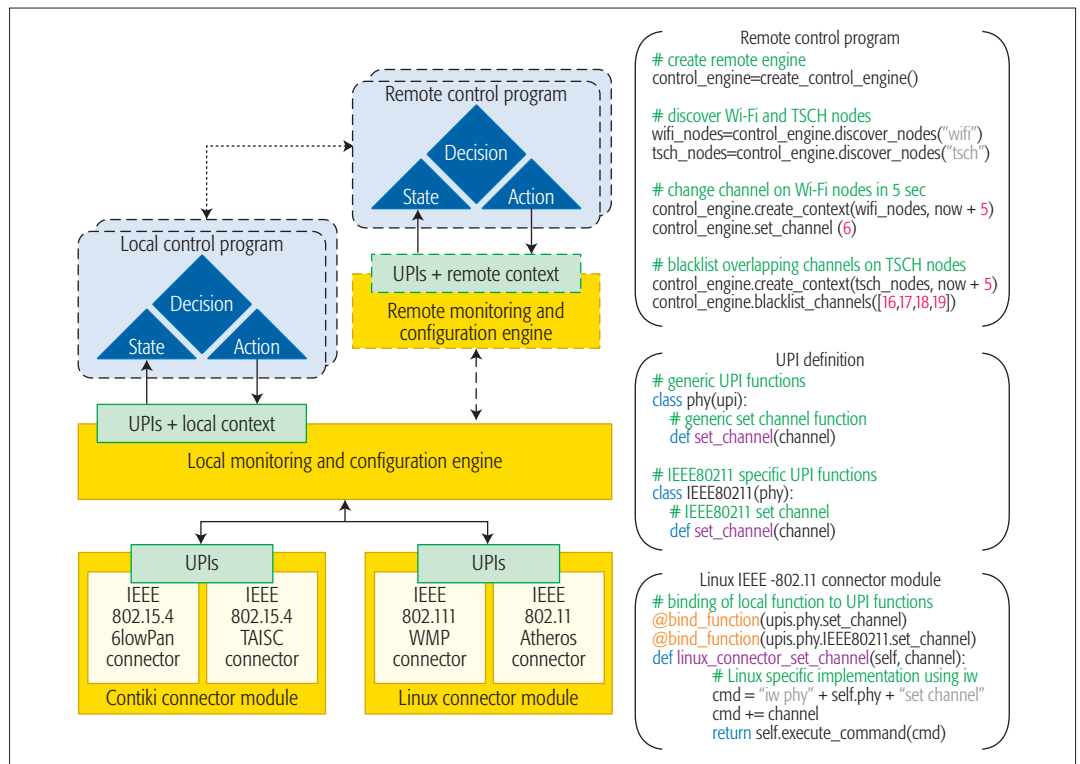 Remote control program
Decision
State
Action
UPIs + remote context
Remote monitoring and
configuration engine
Local control program
Decision
State
Action
UPIs + local context
Local monitoring and configuration engine
UPIs
IEEE
802.15.4
6lowPan
connector
IEEE
802.15.4
TAISC
connector
Contiki connector module
UPIs
IEEE
802.111
WMP
connector
IEEE
802.11
Atheros
connector
Linux connector module
Remote control program
# create remote engine
control_engine=create_control_engine()
# discover Wi-Fi and TSCH nodes
wifi_nodes=control_engine.discover_nodes("wifi")
tsch_nodes=control_engine.discover_nodes("tsch")
# change channel on Wi-Fi nodes in 5 sec
control_engine.create_context(wifi_nodes, now + 5)
control_engine.set_channel (6)
# blacklist overlapping channels on TSCH nodes
control_engine.create_context(tsch_nodes, now + 5)
control_engine.blacklist_channels([16,17,18,19])
UPI definition
# generic UPI functions
class phy(upi):
# generic set channel function
def set_channel(channel)
# IEEE80211 specific UPI functions
class IEEE80211(phy):
# IEEE80211 set channel
def set_channel(channel)
Linux IEEE -802.11 connector module
# binding of local function to UPI functions
@bind_function(upis.phy.set_channel)
@bind_function(upis.phy.IEEE80211.set_channel)
def linux_connector_set_channel(self, channel):
# Linux specific implementation using iw
cmd = "iw phy" + self.phy + "set channel"
cmd += channel
return self.execute_command(cmd)